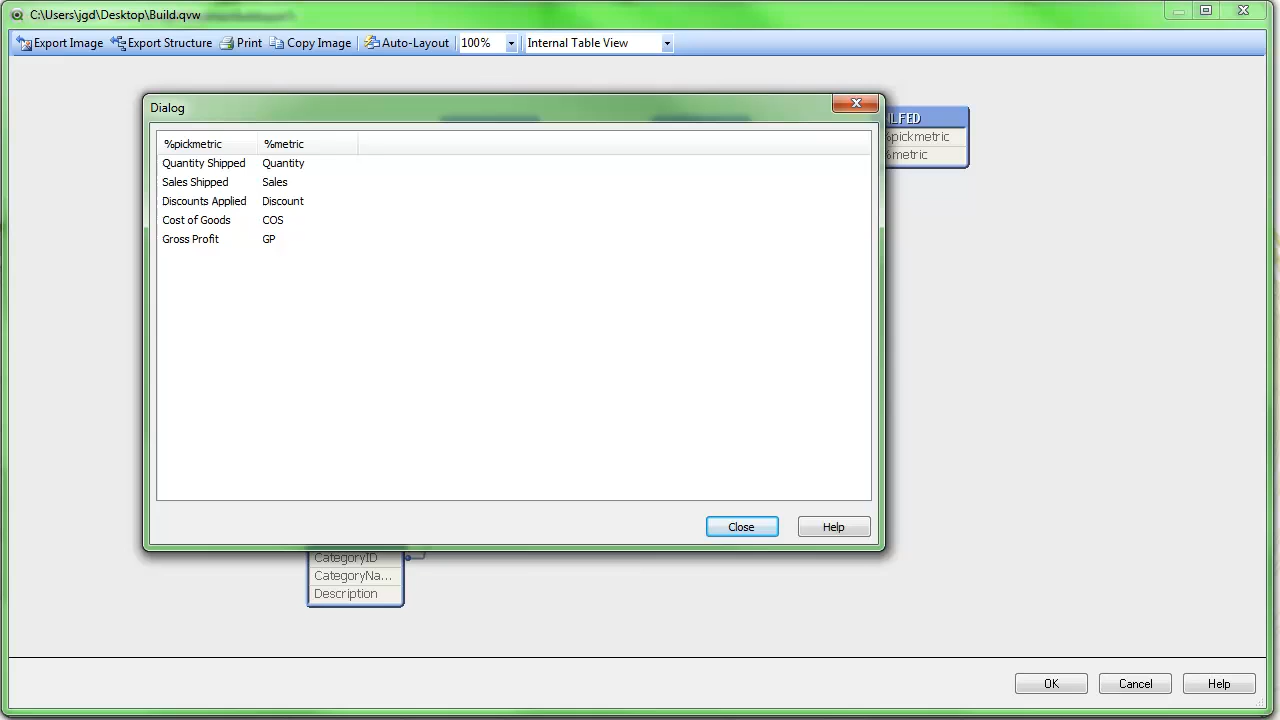 C:\Users\jgd\Desktop\Build.qvw
Export Image Export Structure Print Copy Image Auto-Layout 100% Internal Table View
Dialog
%pickmetric %metric
Quantity Shipped Quantity
Sales Shipped Sales
Discounts Applied Discount
Cost of Goods COS
Gross Profit GP
Close Help
%pickmetric
%metric
CategoryID
CategoryNa...
Description
OK Cancel Help